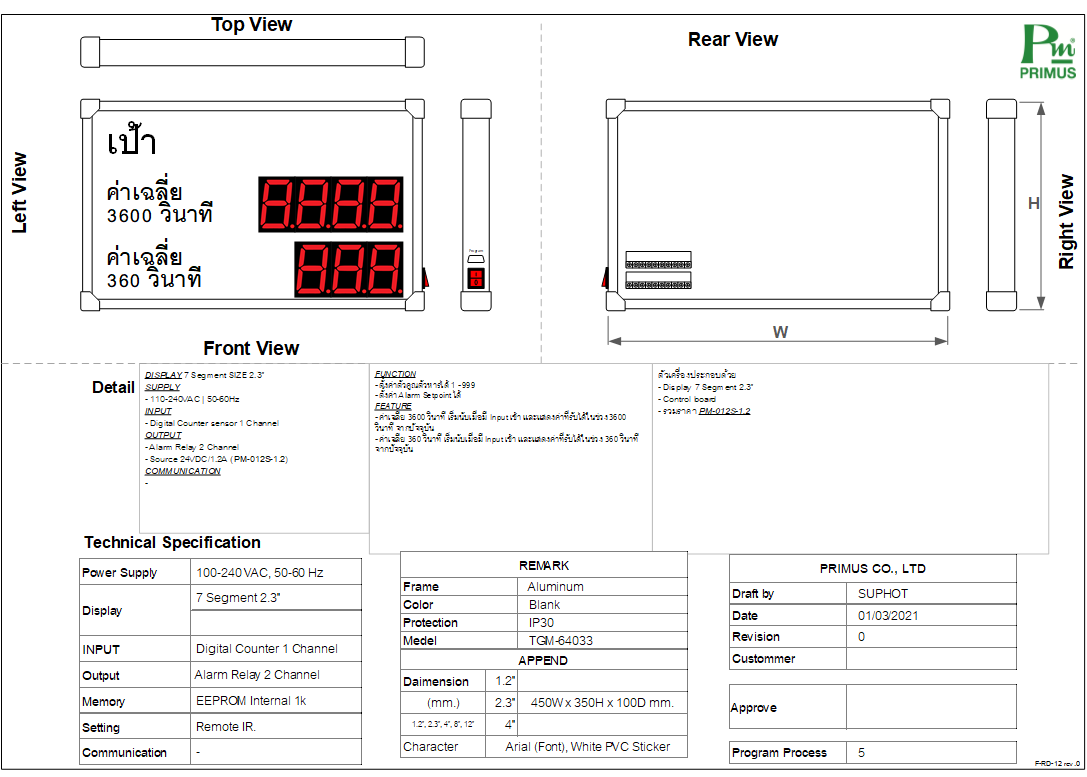 Top View
Rear View
Pm®
PRIMUS
เป้า
ค่าเฉลี่ย
3600 วินาที
8.8.8.8.
ค่าเฉลี่ย
360 วินาที
8.8.8.
Program
Left View
Right View
H
W
Front View
Detail
DISPLAY 7 Segment SIZE 2.3"
SUPPLY
- 110-240VAC | 50-60Hz
INPUT
- Digital Counter sensor 1 Channel
OUTPUT
- Alarm Relay 2 Channel
- Source 24VDC/1.2A (PM-012S-1.2)
COMMUNICATION
-
FUNCTION
- ตั้งค่าตัวคูณตัวหารได้ 1 -999
- ตั้งค่า Alarm Setpoint ได้
FEATURE
- ค่าเฉลี่ย 3600 วินาที เริ่มนับเมื่อมี Input เข้า และแสดงค่าที่รับได้ในช่วง 3600
วินาที จากปัจจุบัน
- ค่าเฉลี่ย 360 วินาที เริ่มนับเมื่อมี Input เข้า และแสดงค่าที่รับได้ในช่วง 360 วินาที
จากปัจจุบัน
ตัวเครื่องประกอบด้วย
- Display 7 Segment 2.3"
- Control board
- รวมราคา PM-012S-1.2
Technical Specification
Power Supply 100-240 VAC, 50-60 Hz
Display 7 Segment 2.3"
INPUT Digital Counter 1 Channel
Output Alarm Relay 2 Channel
Memory EEPROM Internal 1k
Setting Remote IR.
Communication -
REMARK
Frame Aluminum
Color Blank
Protection IP30
Medel TGM-64033
APPEND
Daimension 1.2"
(mm.) 2.3" 450W x 350H x 100D mm.
1.2", 2.3", 4", 8", 12" 4"
Character Arial (Font), White PVC Sticker
PRIMUS CO., LTD
Draft by SUPHOT
Date 01/03/2021
Revision 0
Custommer
Approve
Program Process 5
F-RD-12 rev.0